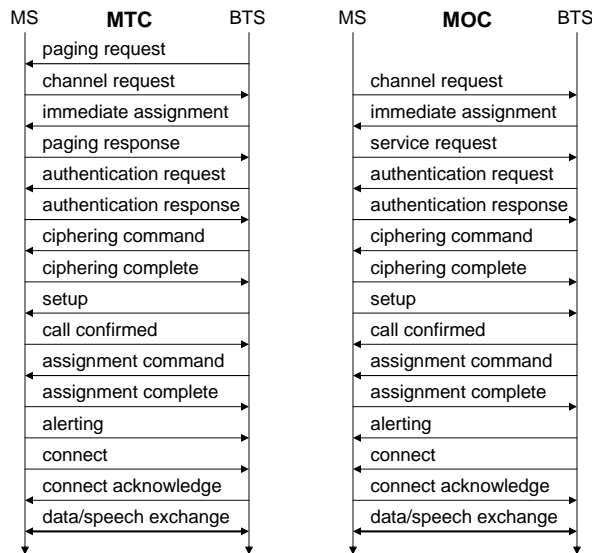 MS MTC BTS
paging request
channel request
immediate assignment
paging response
authentication request
authentication response
ciphering command
ciphering complete
setup
call confirmed
assignment command
assignment complete
alerting
connect
connect acknowledge
data/speech exchange
MS MOC BTS
channel request
immediate assignment
service request
authentication request
authentication response
ciphering command
ciphering complete
setup
call confirmed
assignment command
assignment complete
alerting
connect
connect acknowledge
data/speech exchange